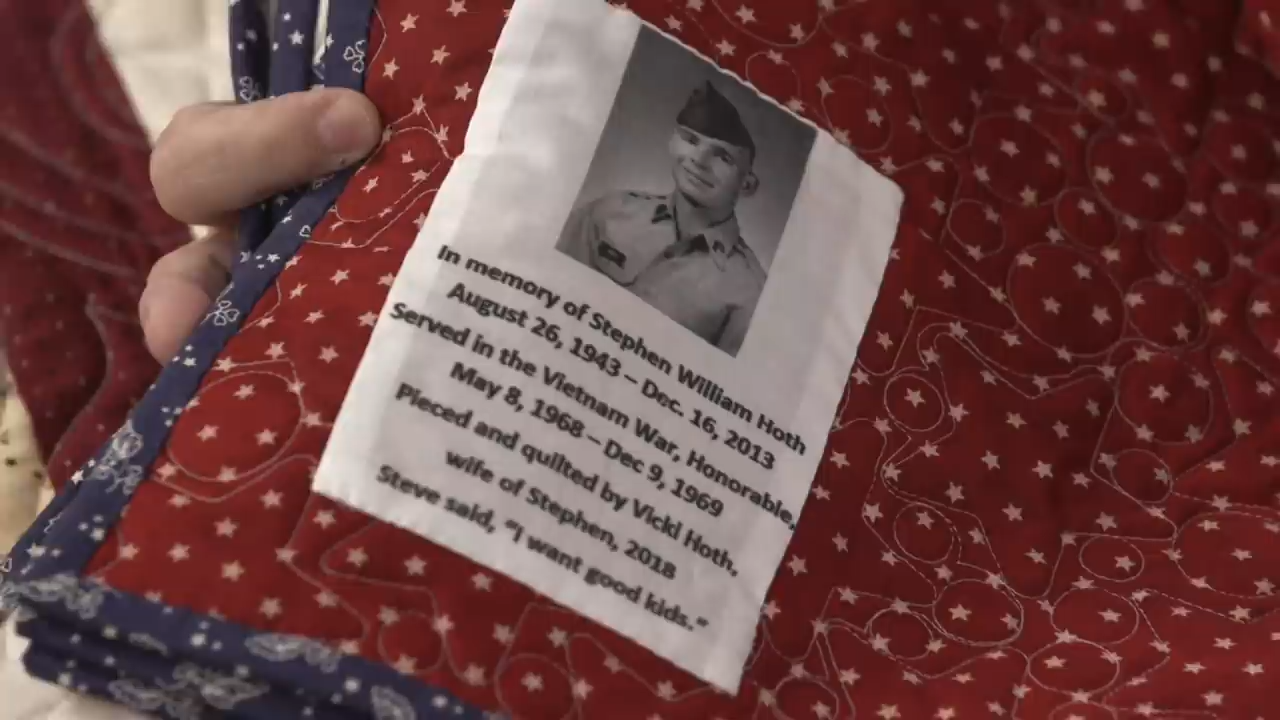 In memory of Stephen William Hoth
August 26, 1943 – Dec. 16, 2013
Served in the Vietnam War, Honorable,
May 8, 1968 – Dec 9, 1969
Pieced and quilted by Vicki Hoth,
wife of Stephen, 2018
Steve said, "I want good kids."